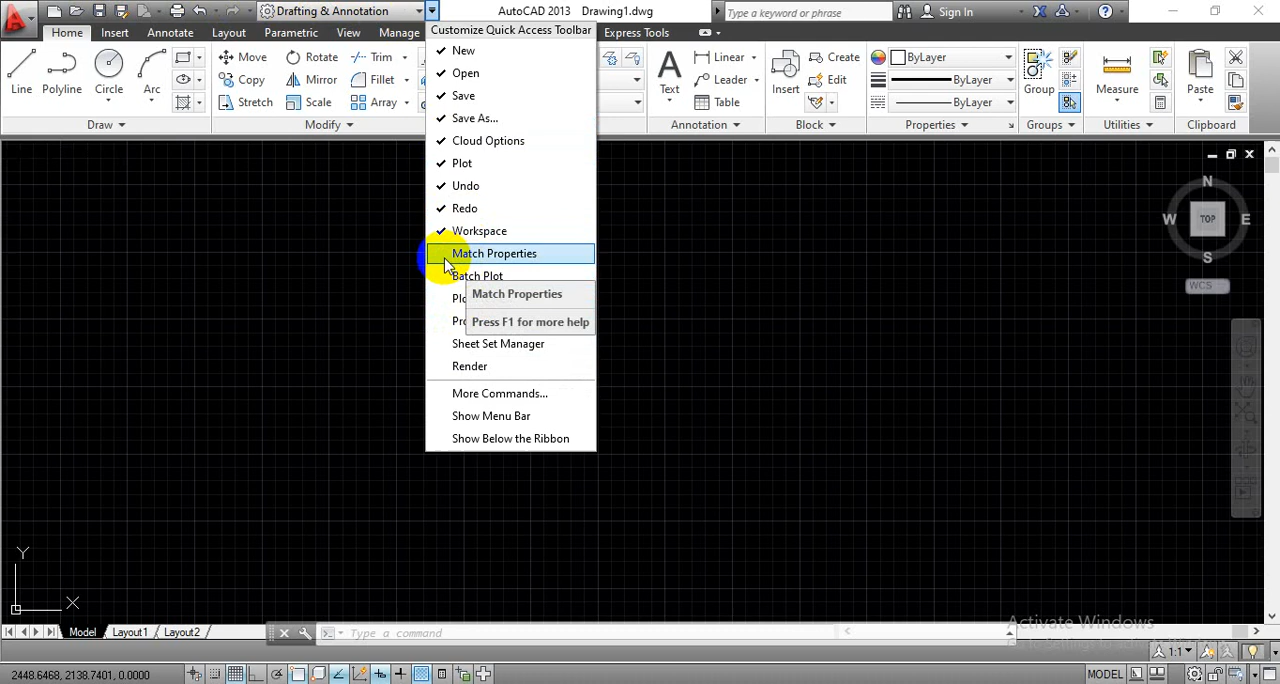 Drafting & Annotation
AutoCAD 2013 Drawing1.dwg
Type a keyword or phrase
Sign In
Home Insert Annotate Layout Parametric View Manage Express Tools
Customize Quick Access Toolbar
New
Open
Save
Save As...
Cloud Options
Plot
Undo
Redo
Workspace
Match Properties
Batch Plot
Match Properties
Press F1 for more help
Sheet Set Manager
Render
More Commands...
Show Menu Bar
Show Below the Ribbon
Line Polyline Circle Arc
Draw
Move Rotate Trim
Copy Mirror Fillet
Stretch Scale Array
Modify
Text
Linear
Leader
Table
Annotation
Insert
Create
Edit
Block
ByLayer
ByLayer
ByLayer
Properties
Group
Groups
Measure
Utilities
Paste
Clipboard
N
W TOP E
S
WCS
Y
X
Model Layout1 Layout2
Type a command
Activate Windows
1:1
2448.6468, 2138.7401, 0.0000
MODEL